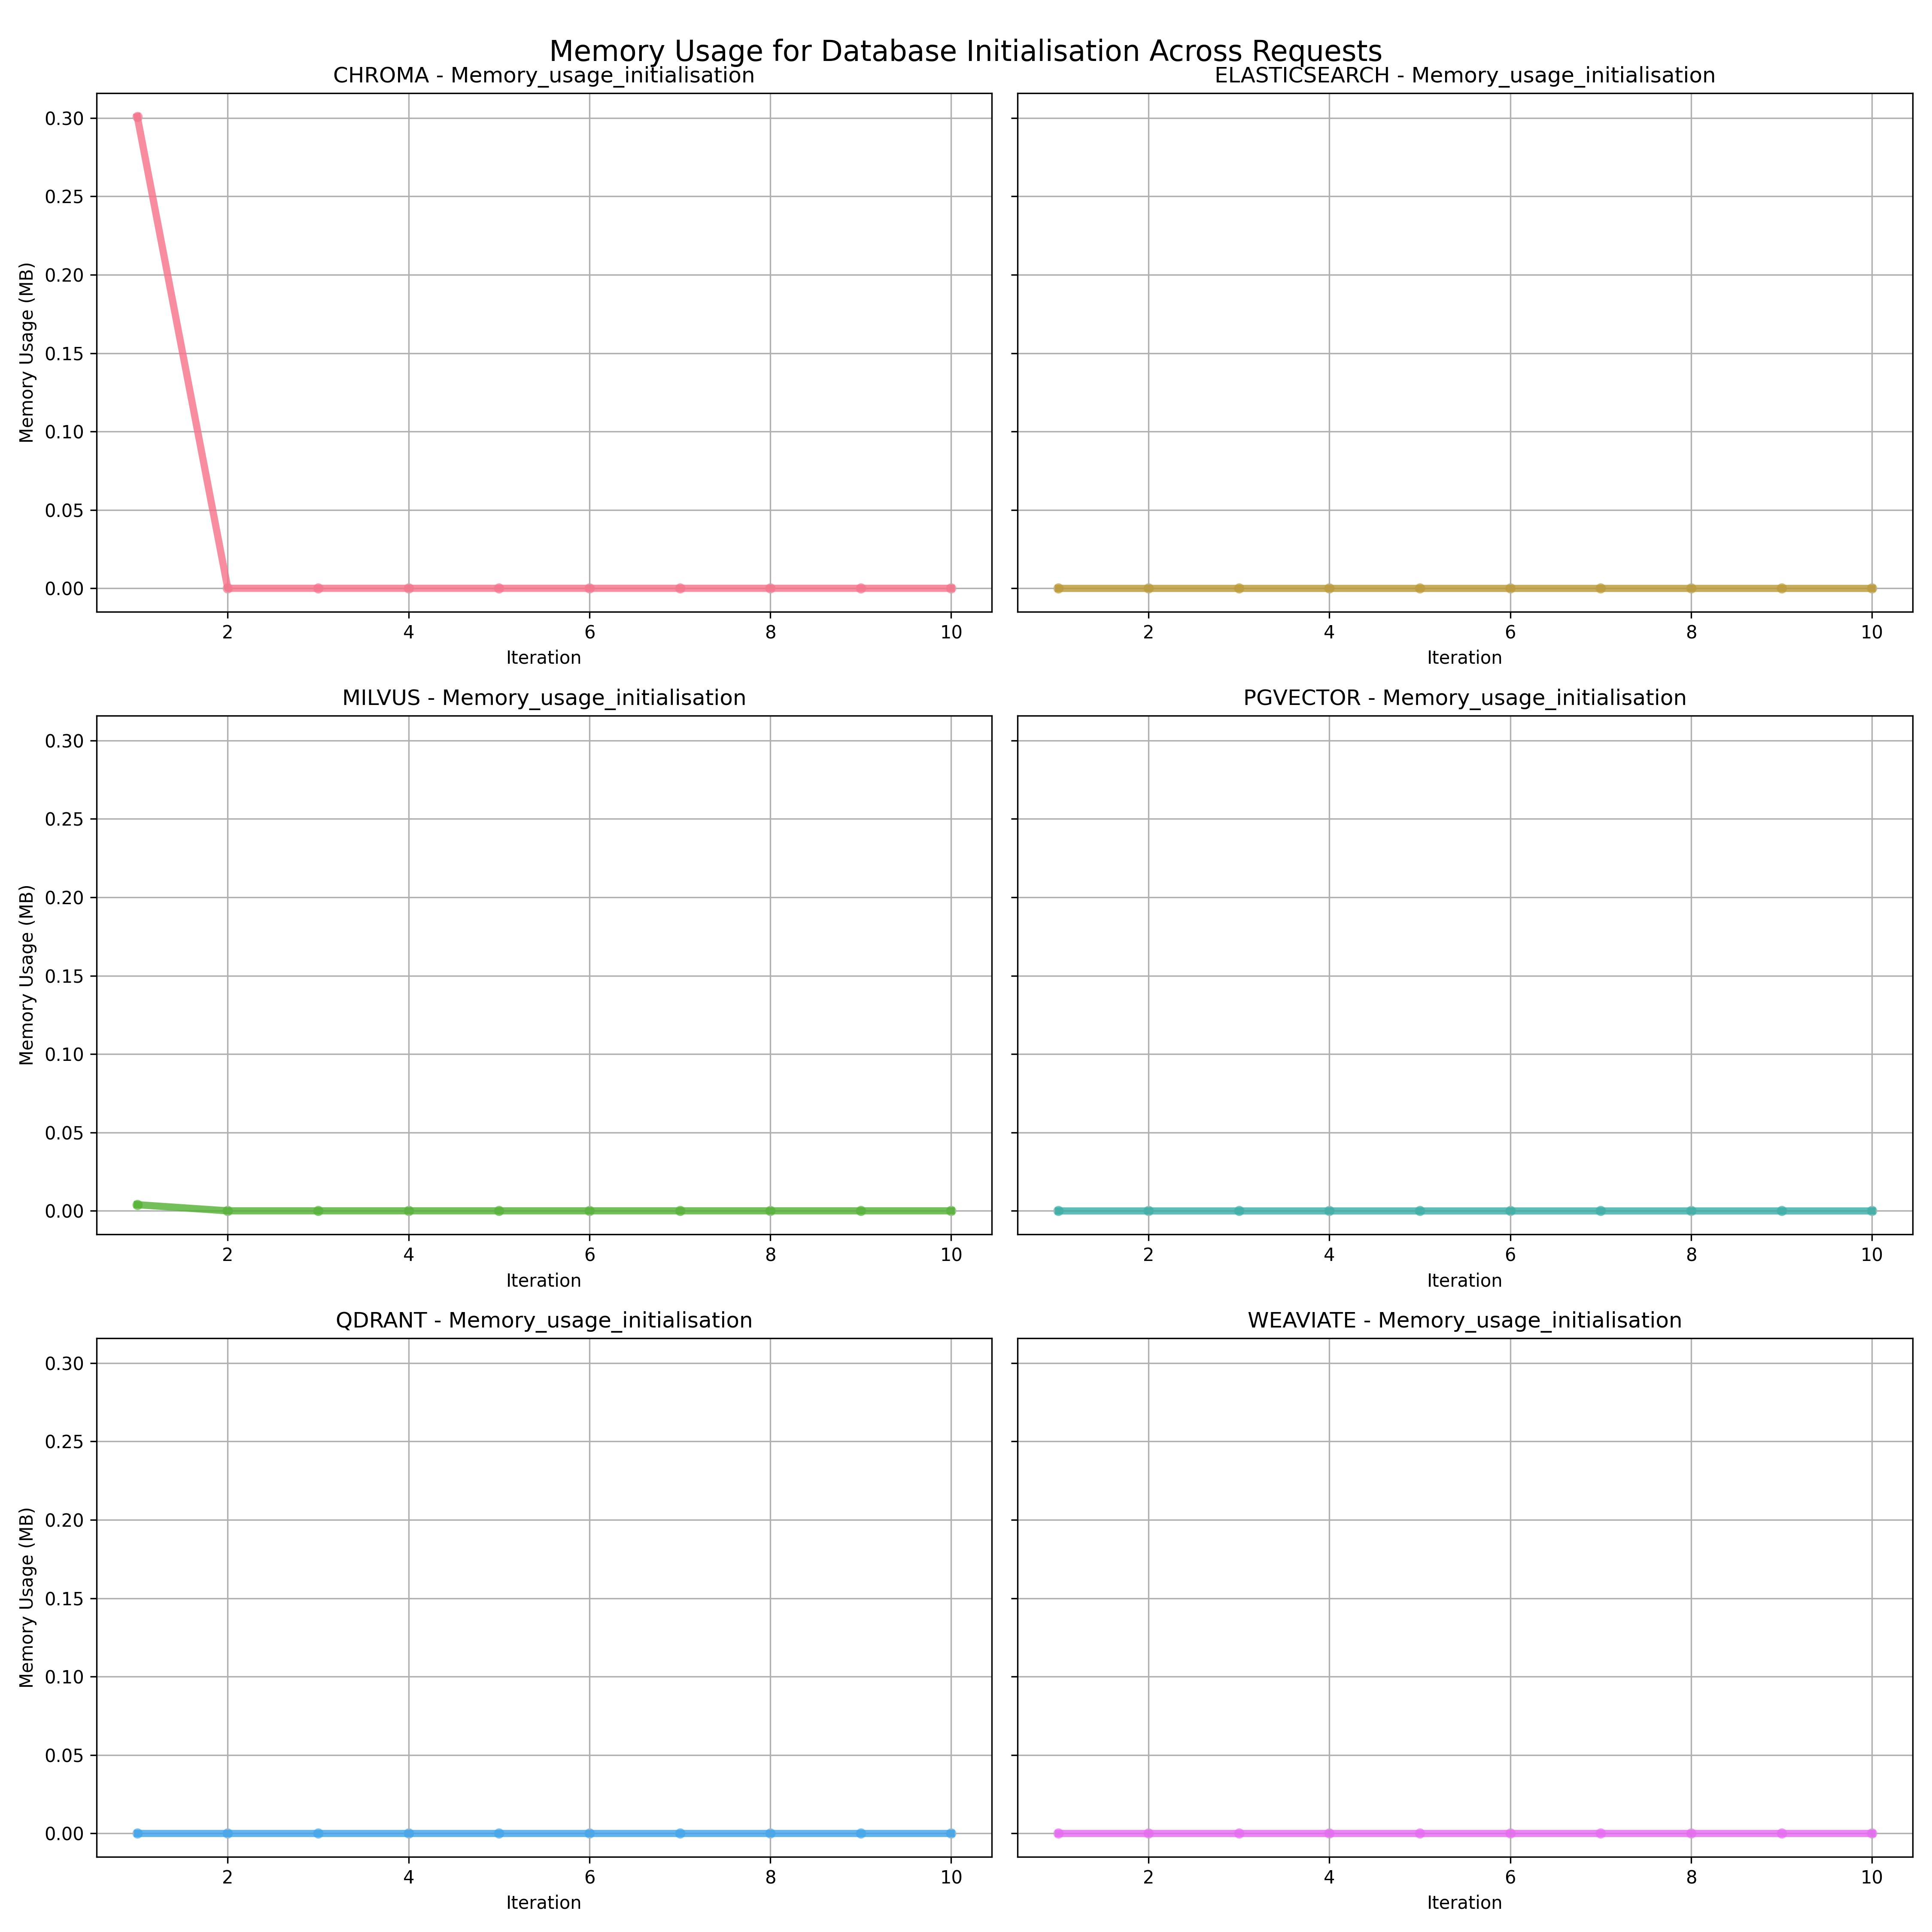 Memory Usage for Database Initialisation Across Requests
CHROMA - Memory_usage_initialisation
0.30
0.25
0.20
0.15
0.10
0.05
0.00
Memory Usage (MB)
2 4 6 8 10
Iteration
ELASTICSEARCH - Memory_usage_initialisation
2 4 6 8 10
Iteration
MILVUS - Memory_usage_initialisation
0.30
0.25
0.20
0.15
0.10
0.05
0.00
Memory Usage (MB)
2 4 6 8 10
Iteration
PGVECTOR - Memory_usage_initialisation
2 4 6 8 10
Iteration
QDRANT - Memory_usage_initialisation
0.30
0.25
0.20
0.15
0.10
0.05
0.00
Memory Usage (MB)
2 4 6 8 10
Iteration
WEAVIATE - Memory_usage_initialisation
2 4 6 8 10
Iteration